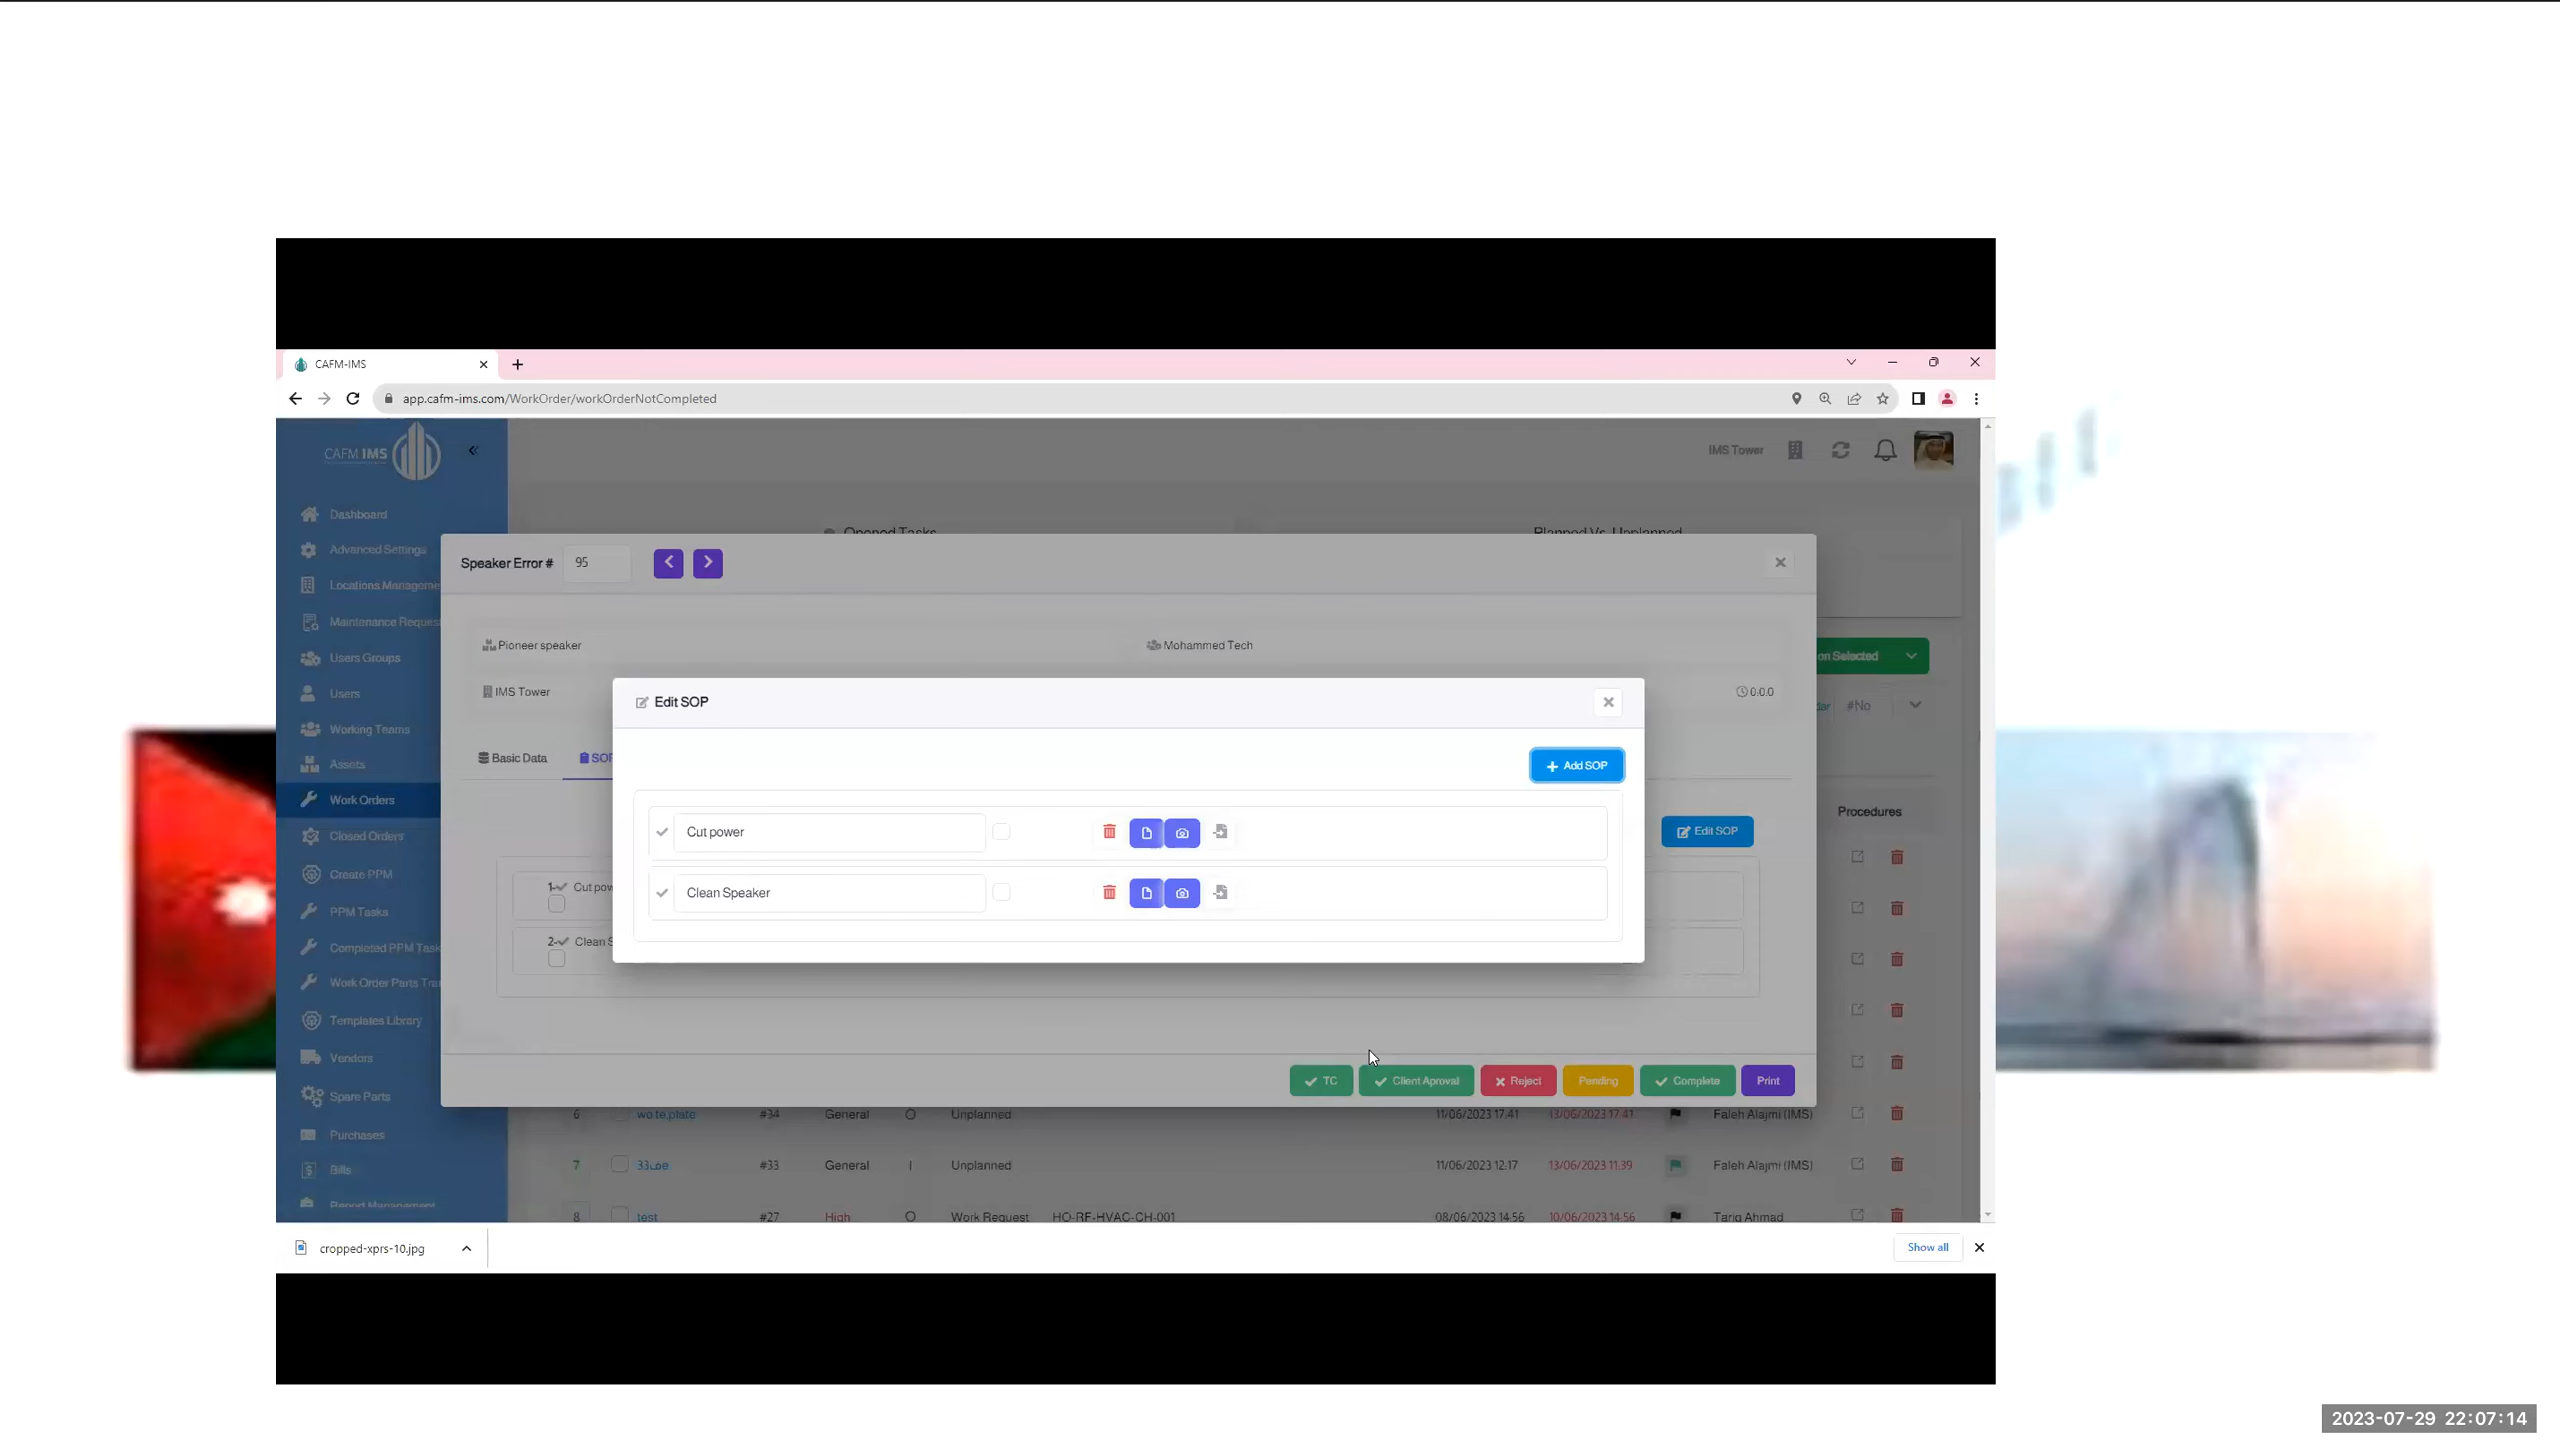 CAFM-IMS
app.cafm-ims.com/WorkOrder/workOrderNotCompleted
CAFM IMS
IMS Tower
Dashboard
Advanced Settings
Locations Manageme
Maintenance Reques
Users Groups
Users
Working Teams
Assets
Work Orders
Closed Orders
Create PPM
PPM Tasks
Completed PPM Task
Work Order Parts Tra
Templates Library
Vendors
Spare Parts
Purchases
Bills
Report Management
Opened Tasks
Planned Vs. Unplanned
Speaker Error # 95
Pioneer speaker
Mohammed Tech
on Selected
IMS Tower
0:0:0
#No
Basic Data
SOP
Edit SOP
Add SOP
Cut power
Clean Speaker
Edit SOP
Procedures
1- Cut pow
2- Clean S
TC
Client Aproval
Reject
Pending
Complete
Print
6 #34 General O Unplanned 11/06/2023 17:41 13/06/2023 17:41 Faleh Alajmi (IMS)
7 #33 General I Unplanned 11/06/2023 12:17 13/06/2023 11:39 Faleh Alajmi (IMS)
8 test #27 High O Work Request HO-RF-HVAC-CH-001 08/06/2023 14:56 10/06/2023 14:56 Tariq Ahmad
cropped-xprs-10.jpg
Show all
2023-07-29 22:07:14